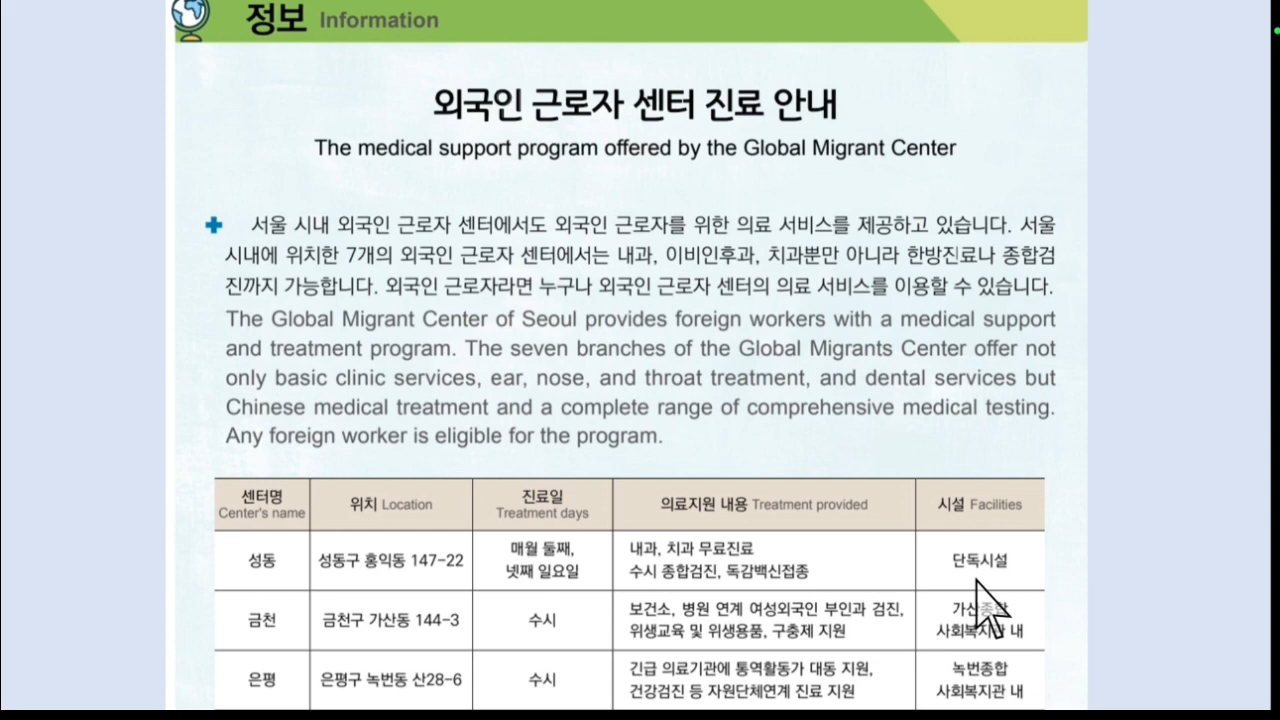 정보 Information
외국인 근로자 센터 진료 안내
The medical support program offered by the Global Migrant Center
서울 시내 외국인 근로자 센터에서도 외국인 근로자를 위한 의료 서비스를 제공하고 있습니다. 서울
시내에 위치한 7개의 외국인 근로자 센터에서는 내과, 이비인후과, 치과뿐만 아니라 한방진료나 종합검
진까지 가능합니다. 외국인 근로자라면 누구나 외국인 근로자 센터의 의료 서비스를 이용할 수 있습니다.
The Global Migrant Center of Seoul provides foreign workers with a medical support
and treatment program. The seven branches of the Global Migrants Center offer not
only basic clinic services, ear, nose, and throat treatment, and dental services but
Chinese medical treatment and a complete range of comprehensive medical testing.
Any foreign worker is eligible for the program.
센터명 위치 Location 진료일 의료지원 내용 Treatment provided 시설 Facilities
Center's name Treatment days
성동 성동구 홍익동 147-22 매월 둘째, 내과, 치과 무료진료 단독시설
넷째 일요일 수시 종합검진, 독감백신접종
금천 금천구 가산동 144-3 수시 보건소, 병원 연계 여성외국인 부인과 검진, 가산종합
위생교육 및 위생용품, 구충제 지원 사회복지관 내
은평 은평구 녹번동 산28-6 수시 긴급 의료기관에 통역활동가 대동 지원, 녹번종합
건강검진 등 자원단체연계 진료 지원 사회복지관 내